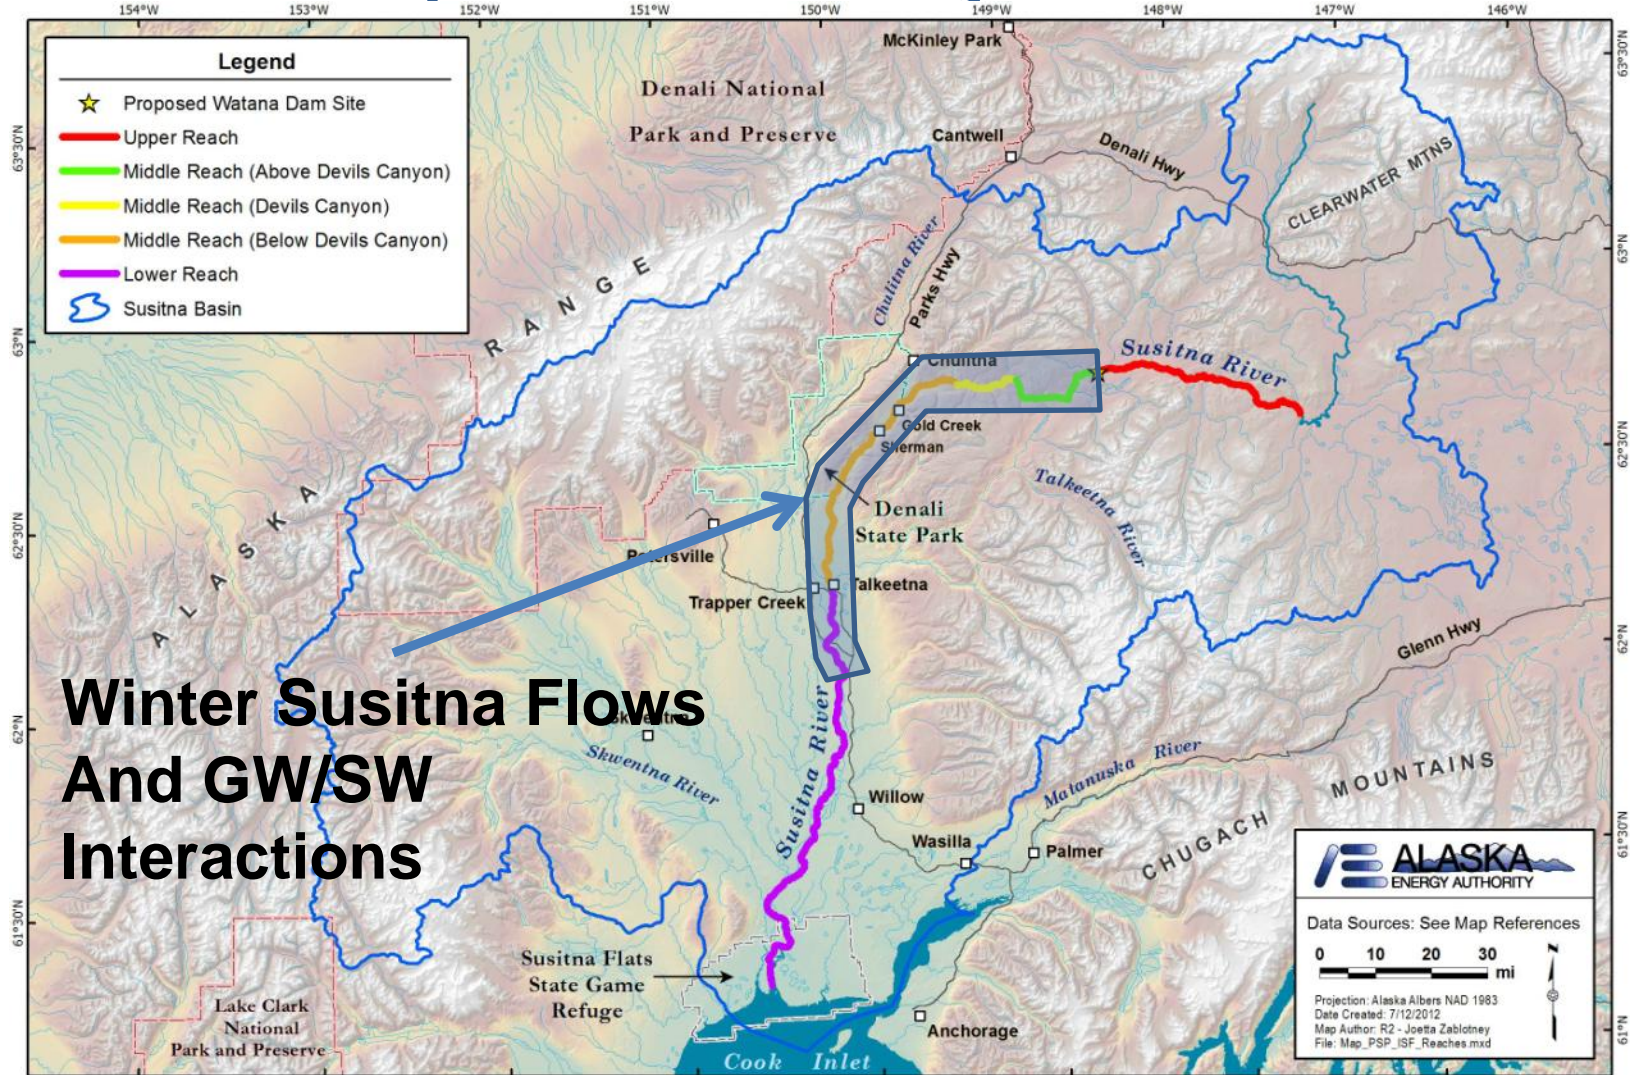 154°W 153°W 152°W 151°W 150°W 149°W 148°W 147°W 146°W
Legend
Proposed Watana Dam Site
Upper Reach
Middle Reach (Above Devils Canyon)
Middle Reach (Devils Canyon)
Middle Reach (Below Devils Canyon)
Lower Reach
Susitna Basin
McKinley Park
Denali National
Park and Preserve
Cantwell
Denali Hwy
CLEARWATER MTNS
Chulitna River
Parks Hwy
ALASKA RANGE
Chulitna
Susitna River
Gold Creek
Sherman
Talkeetna River
Denali
State Park
Petersville
Talkeetna
Trapper Creek
Glenn Hwy
Winter Susitna Flows
And GW/SW
Interactions
Skwentna
Skwentna River
Susitna River
Matanuska River
Willow
Wasilla
Palmer
CHUGACH MOUNTAINS
Susitna Flats
State Game
Refuge
Lake Clark
National
Park and Preserve
Anchorage
Cook Inlet
ALASKA
ENERGY AUTHORITY
Data Sources: See Map References
0 10 20 30 mi
N
Projection: Alaska Albers NAD 1983
Date Created: 7/12/2012
Map Author: R2 - Joetta Zablotney
File: Map_PSP_ISF_Reaches.mxd